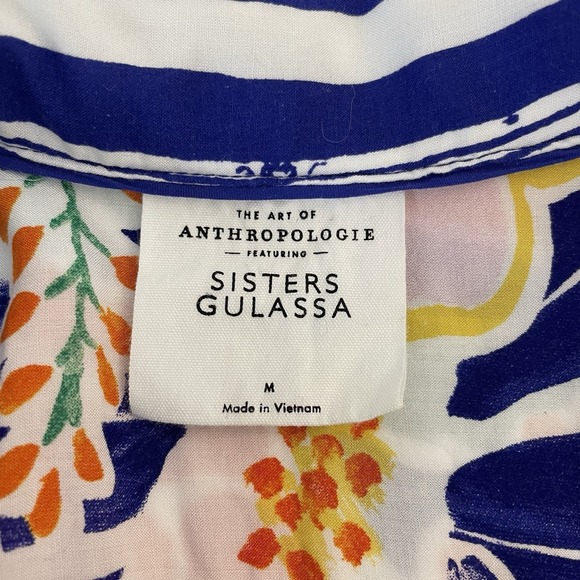 THE ART OF
ANTHROPOLOGIE
— FEATURING —
SISTERS
GULASSA
M
Made in Vietnam